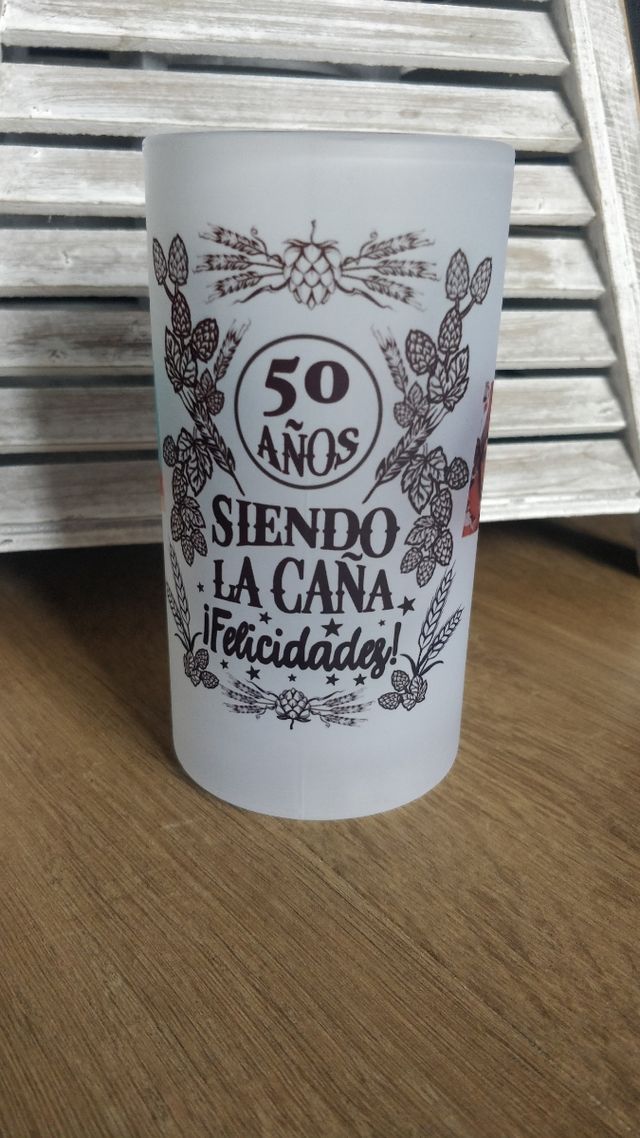 50
AÑOS
SIENDO
LA CAÑA
¡Felicidades!